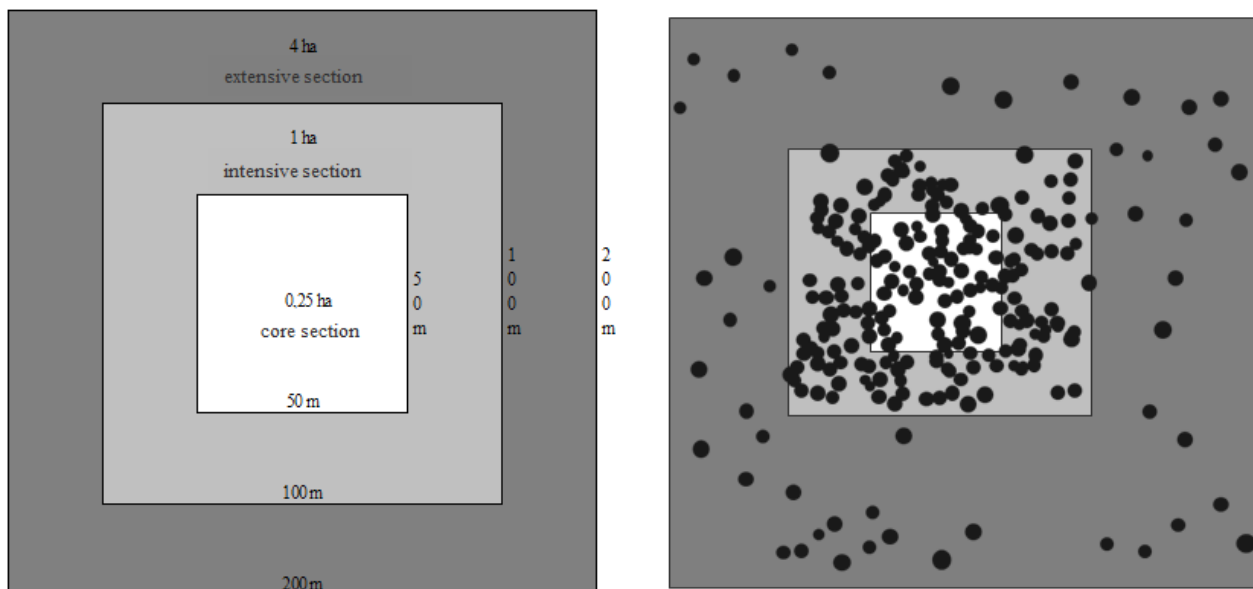 4 ha
extensive section
1 ha
intensive section
0,25 ha
core section
50 m
100 m
200 m
5
0
0
m
1
0
0
m
2
0
0
m